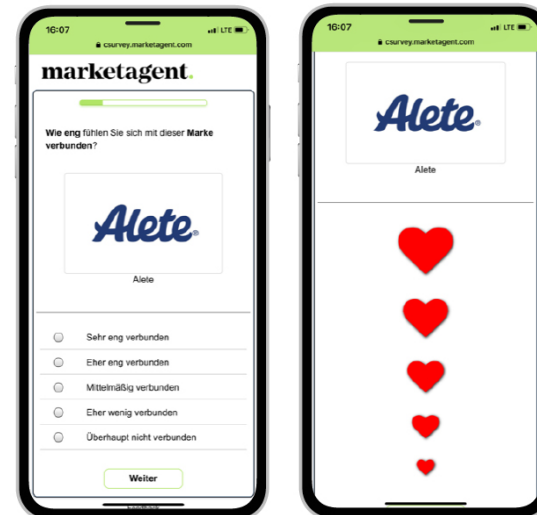 16:07
LTE
csurvey.marketagent.com
marketagent.
Wie eng fühlen Sie sich mit dieser Marke
verbunden?
Alete®
Alete
Sehr eng verbunden
Eher eng verbunden
Mittelmäßig verbunden
Eher wenig verbunden
Überhaupt nicht verbunden
Weiter
16:07
LTE
csurvey.marketagent.com
Alete®
Alete